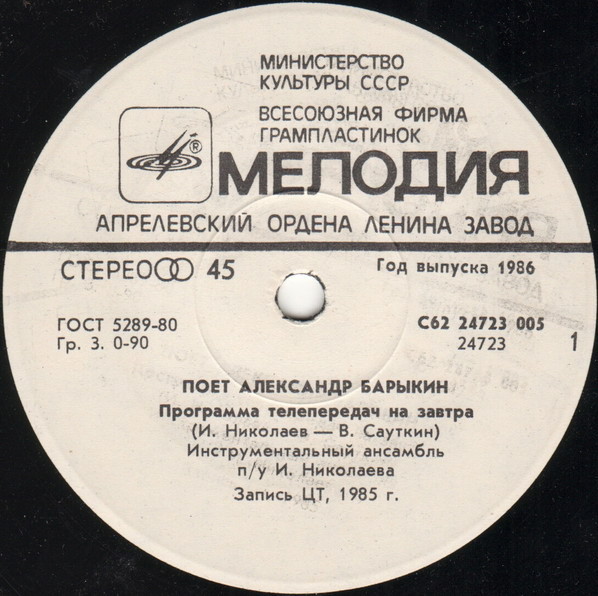 МИНИСТЕРСТВО
КУЛЬТУРЫ СССР
ВСЕСОЮЗНАЯ ФИРМА
ГРАМПЛАСТИНОК
®
МЕЛОДИЯ
АПРЕЛЕВСКИЙ ОРДЕНА ЛЕНИНА ЗАВОД
СТЕРЕО 45
Год выпуска 1986
ГОСТ 5289-80
Гр. 3. 0-90
С62 24723 005
24723
1
ПОЕТ АЛЕКСАНДР БАРЫКИН
Программа телепередач на завтра
(И. Николаев — В. Сауткин)
Инструментальный ансамбль
п/у И. Николаева
Запись ЦТ, 1985 г.